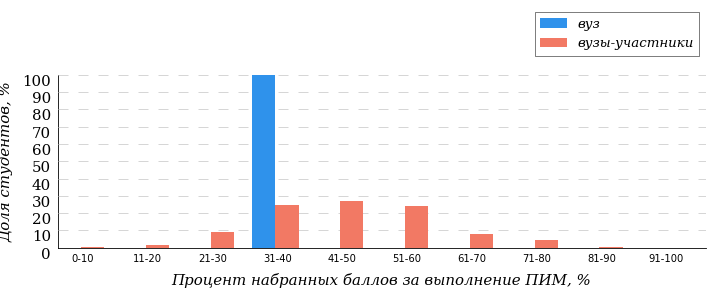 вуз
вузы-участники
Доля студентов, %
100
90
80
70
60
50
40
30
20
10
0
0-10 11-20 21-30 31-40 41-50 51-60 61-70 71-80 81-90 91-100
Процент набранных баллов за выполнение ПИМ, %